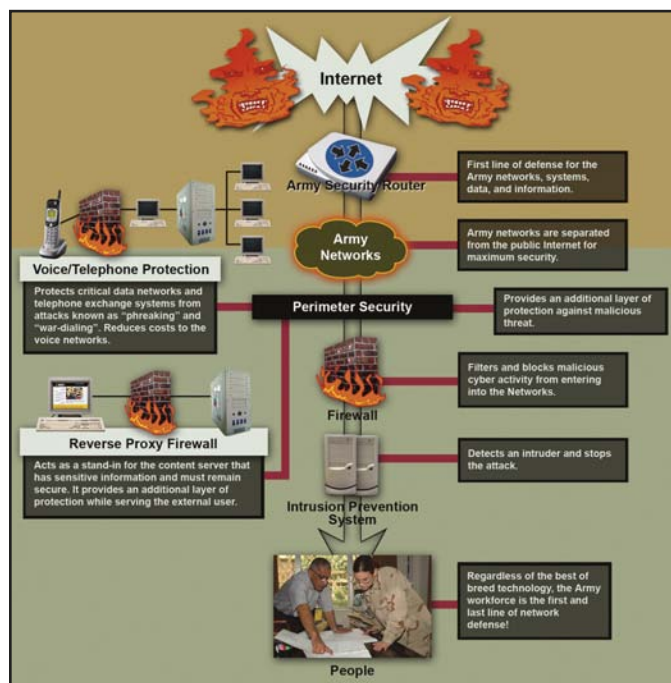 Internet
Army Security Router
First line of defense for the
Army networks, systems,
data, and information.
Army
Networks
Army networks are separated
from the public Internet for
maximum security.
Voice/Telephone Protection
Protects critical data networks and
telephone exchange systems from
attacks known as “phreaking” and
“war-dialing”. Reduces costs to the
voice networks.
Perimeter Security
Provides an additional layer of
protection against malicious
threat.
Firewall
Filters and blocks malicious
cyber activity from entering
into the Networks.
Reverse Proxy Firewall
Acts as a stand-in for the content server that
has sensitive information and must remain
secure. It provides an additional layer of
protection while serving the external user.
Intrusion Prevention
System
Detects an intruder and stops
the attack.
People
Regardless of the best of
breed technology, the Army
workforce is the first and
last line of network
defense!